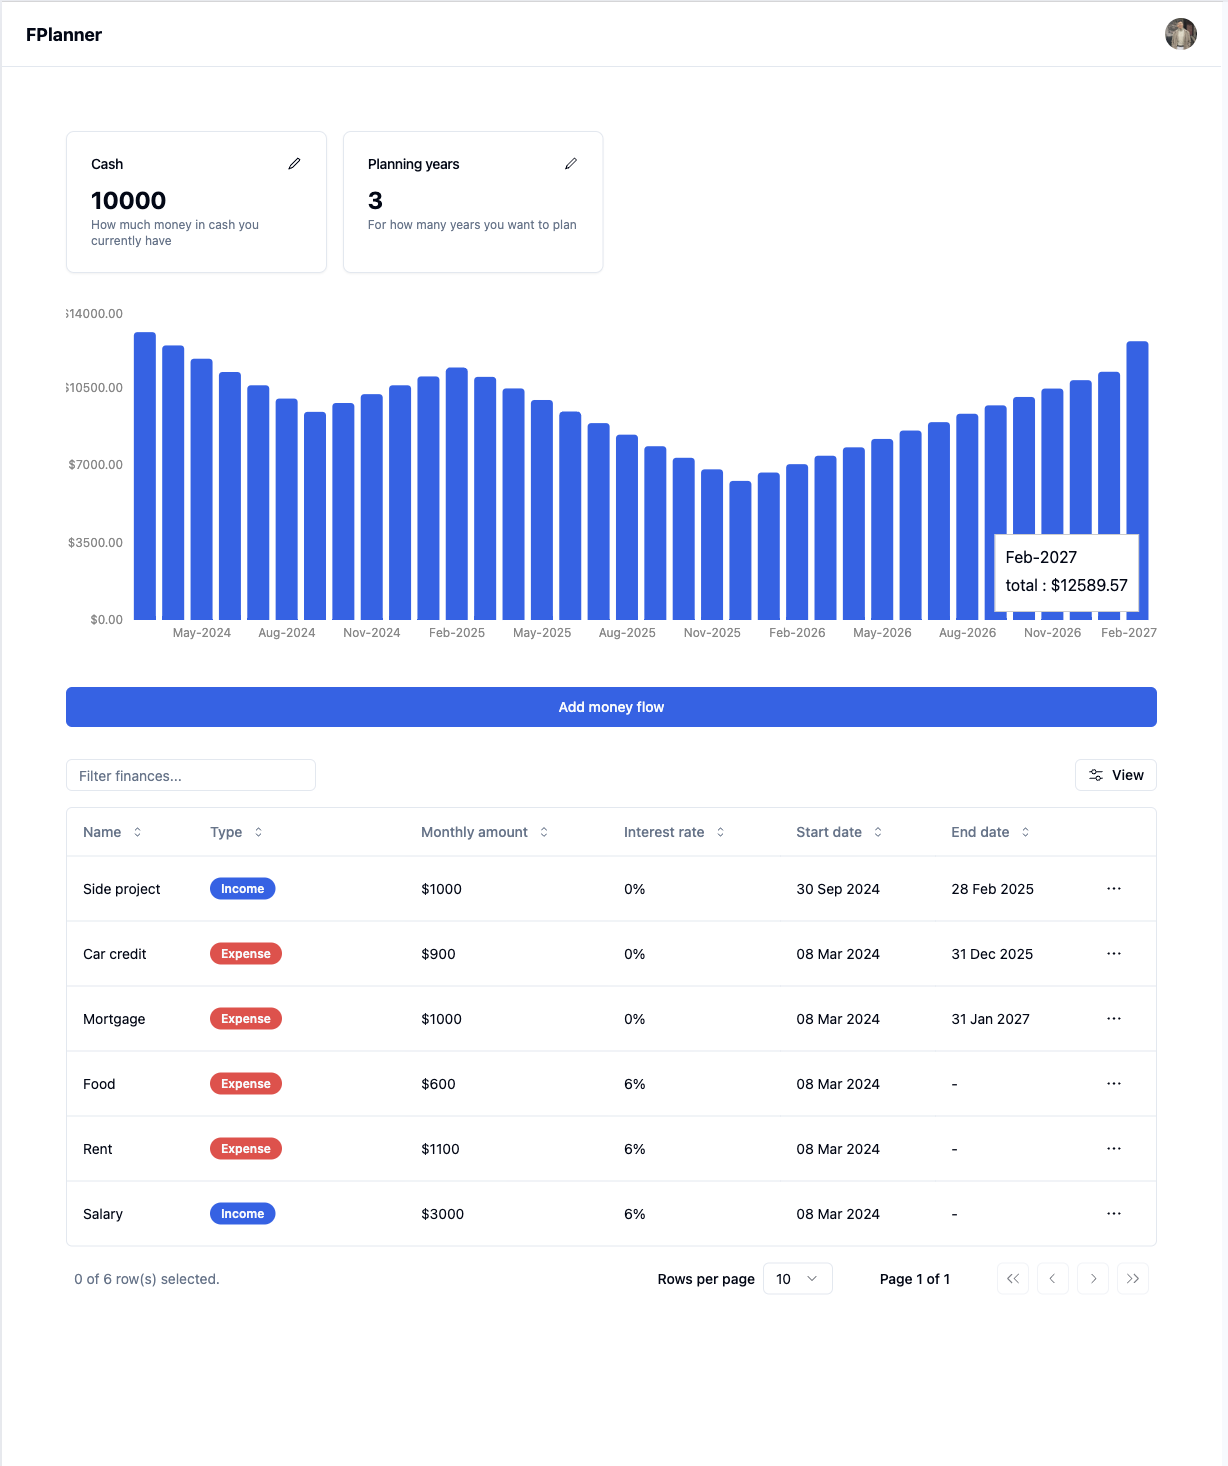 FPlanner
Cash
10000
How much money in cash you
currently have
Planning years
3
For how many years you want to plan
$14000.00
$10500.00
$7000.00
$3500.00
$0.00
Feb-2027
total : $12589.57
May-2024 Aug-2024 Nov-2024 Feb-2025 May-2025 Aug-2025 Nov-2025 Feb-2026 May-2026 Aug-2026 Nov-2026 Feb-2027
Add money flow
Filter finances...
View
Name Type Monthly amount Interest rate Start date End date
Side project Income $1000 0% 30 Sep 2024 28 Feb 2025 ...
Car credit Expense $900 0% 08 Mar 2024 31 Dec 2025 ...
Mortgage Expense $1000 0% 08 Mar 2024 31 Jan 2027 ...
Food Expense $600 6% 08 Mar 2024 - ...
Rent Expense $1100 6% 08 Mar 2024 - ...
Salary Income $3000 6% 08 Mar 2024 - ...
0 of 6 row(s) selected.
Rows per page 10 Page 1 of 1